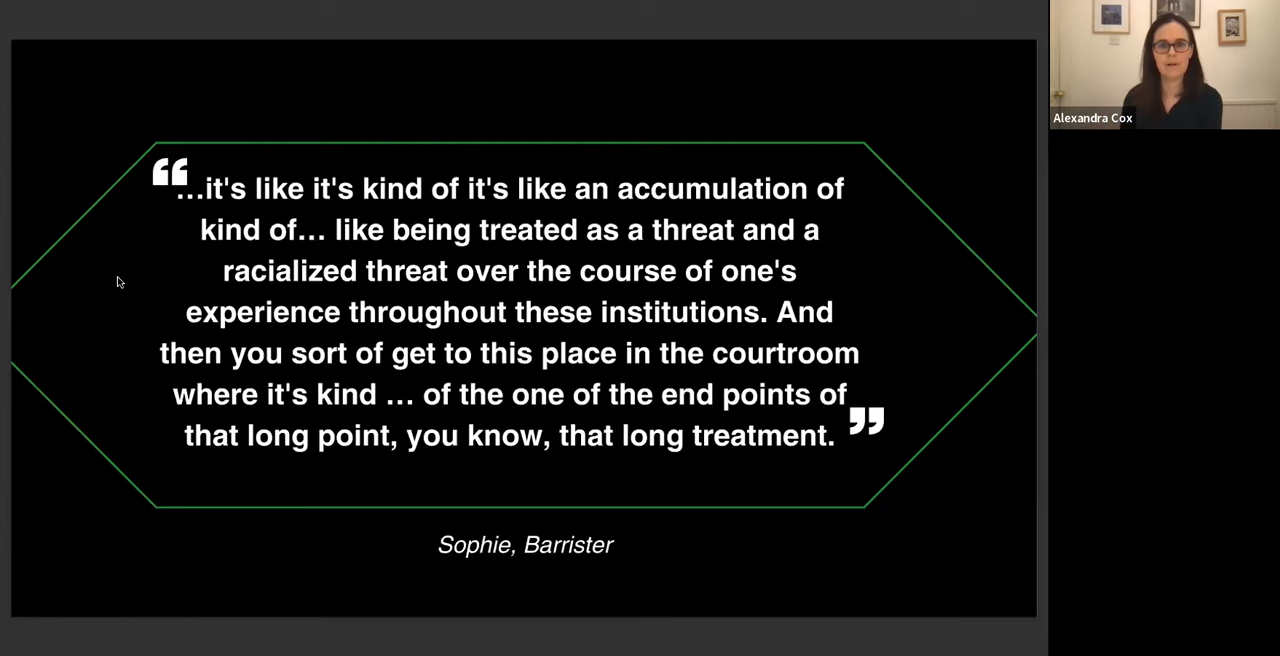 “…it's like it's kind of it's like an accumulation of
kind of… like being treated as a threat and a
racialized threat over the course of one's
experience throughout these institutions. And
then you sort of get to this place in the courtroom
where it's kind … of the one of the end points of
that long point, you know, that long treatment. ”
Sophie, Barrister
Alexandra Cox